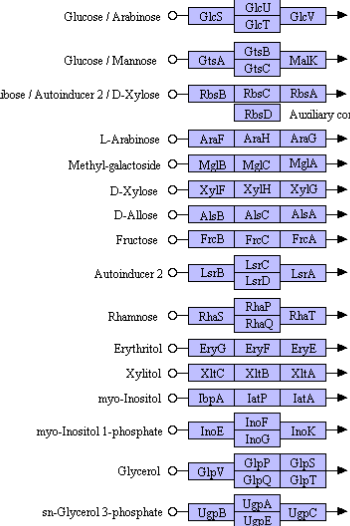 GlcU
Glucose / Arabinose GlcS GlcV
GlcT
GtsB
Glucose / Mannose GtsA MalK
GtsC
ibose / Autoinducer 2 / D-Xylose RbsB RbsC RbsA
RbsD Auxiliary co
L-Arabinose AraF AraH AraG
Methyl-galactoside MglB MglC MglA
D-Xylose XylF XylH XylG
D-Allose AlsB AlsC AlsA
Fructose FrcB FrcC FrcA
LsrC
Autoinducer 2 LsrB LsrA
LsrD
RhaP
Rhamnose RhaS RhaT
RhaQ
Erythritol EryG EryF EryE
Xylitol XltC XltB XltA
myo-Inositol IbpA IatP IatA
InoF
myo-Inositol 1-phosphate InoE InoK
InoG
GlpP GlpS
Glycerol GlpV
GlpQ GlpT
UgpA
sn-Glycerol 3-phosphate UgpB UgpC
UgpE